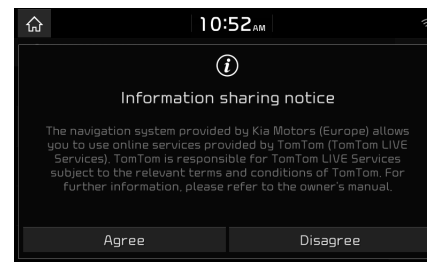 10:52 AM
Information sharing notice
The navigation system provided by Kia Motors (Europe) allows
you to use online services provided by TomTom (TomTom LIVE
Services). TomTom is responsible for TomTom LIVE Services
subject to the relevant terms and conditions of TomTom. For
further information, please refer to the owner's manual.
Agree
Disagree